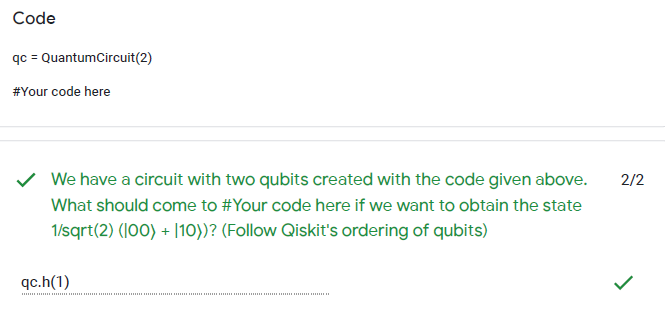 Code
qc = QuantumCircuit(2)
#Your code here
We have a circuit with two qubits created with the code given above.
2/2
What should come to #Your code here if we want to obtain the state
1/sqrt(2) (|00⟩ + |10⟩)? (Follow Qiskit's ordering of qubits)
qc.h(1)